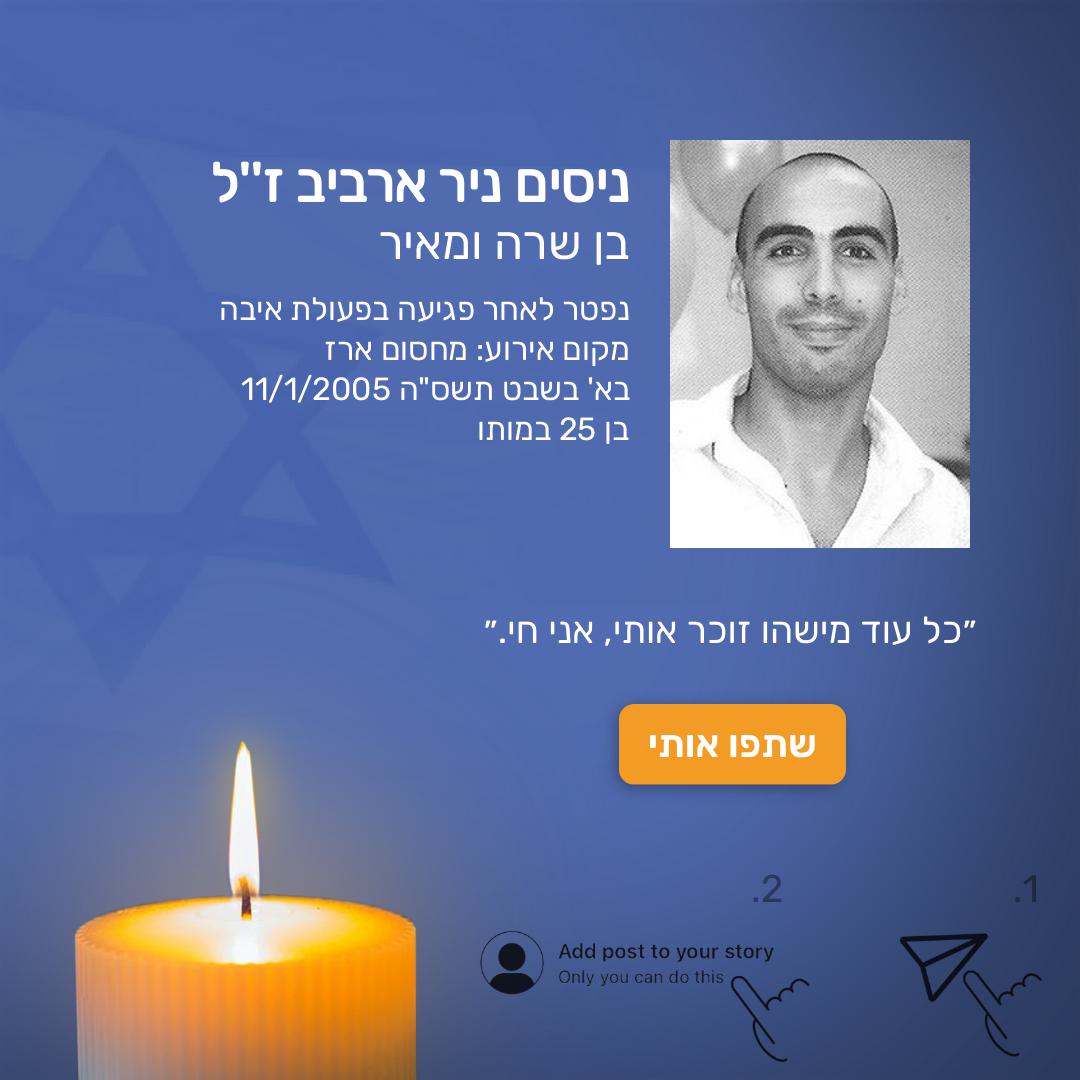 ניסים ניר ארביב ז"ל
בן שרה ומאיר
נפטר לאחר פגיעה בפעולת איבה
מקום אירוע: מחסום ארז
בא' בשבט תשס"ה 11/1/2005
בן 25 במותו
"כל עוד מישהו זוכר אותי, אני חי."
שתפו אותי
1.
2.
Add post to your story
Only you can do this